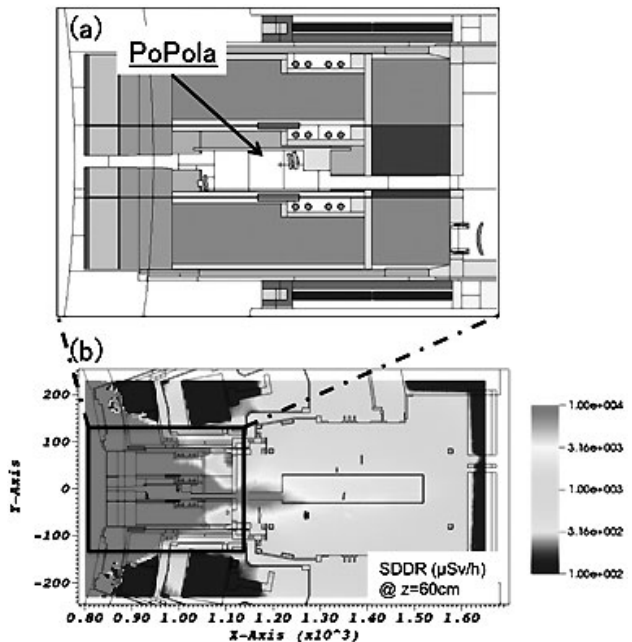 (a)
PoPola
(b)
200
100
0
-100
-200
Y-Axis
0.80 0.90 1.00 1.10 1.20 1.30 1.40 1.50 1.60
X-Axis (x10^3)
SDDR (μSv/h)
@ z=60cm
1.00e+004
3.16e+003
1.00e+003
3.16e+002
1.00e+002